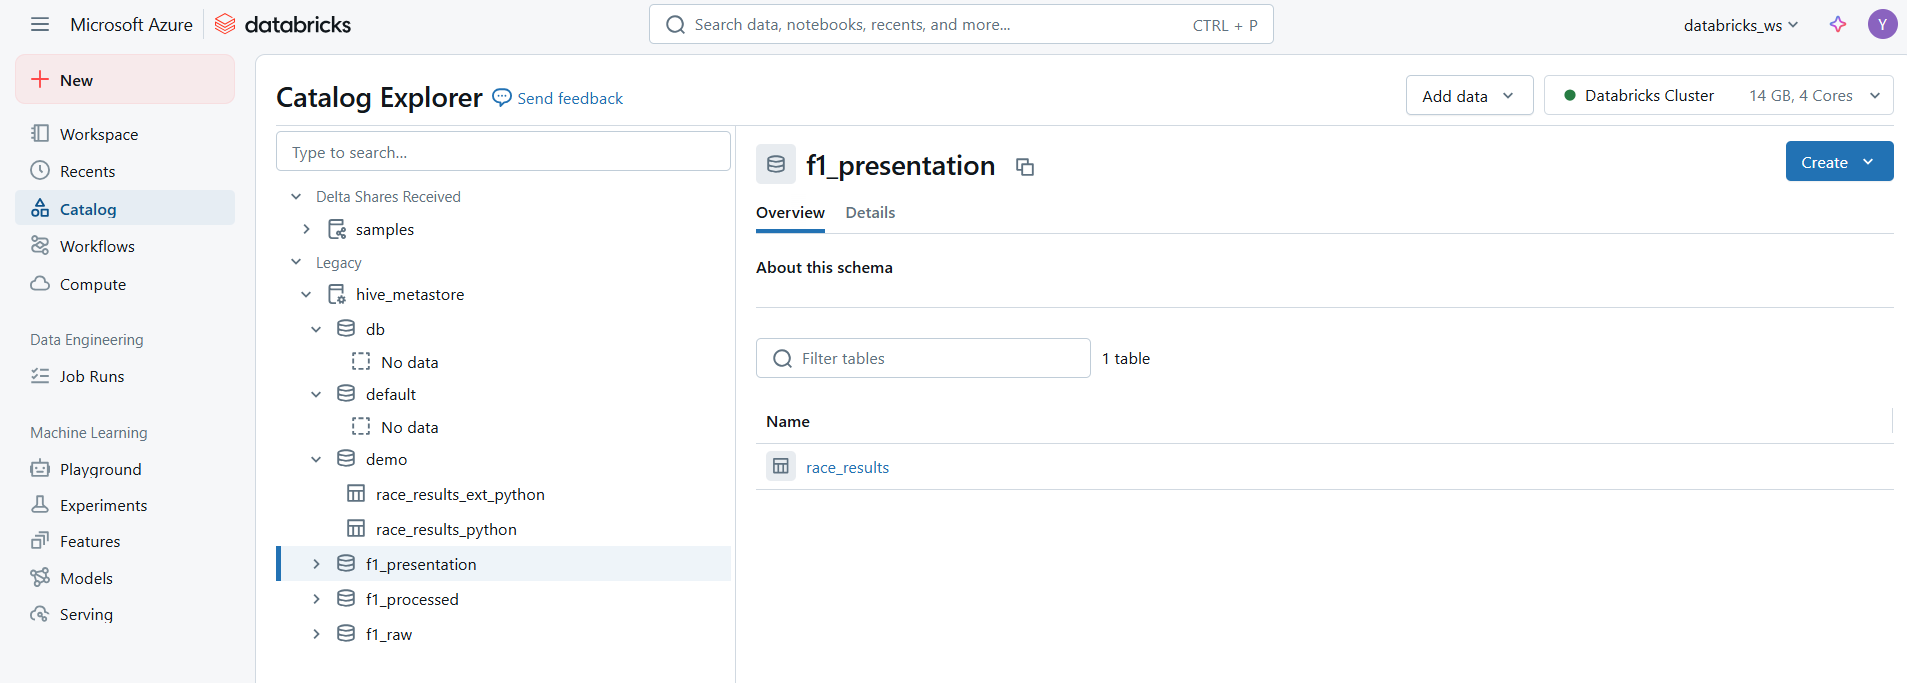 Microsoft Azure databricks
Search data, notebooks, recents, and more... CTRL + P
databricks_ws
Y
New
Workspace
Recents
Catalog
Workflows
Compute
Data Engineering
Job Runs
Machine Learning
Playground
Experiments
Features
Models
Serving
Catalog Explorer Send feedback
Add data
Databricks Cluster 14 GB, 4 Cores
Type to search...
Delta Shares Received
samples
Legacy
hive_metastore
db
No data
default
No data
demo
race_results_ext_python
race_results_python
f1_presentation
f1_processed
f1_raw
f1_presentation
Create
Overview Details
About this schema
Filter tables 1 table
Name
race_results